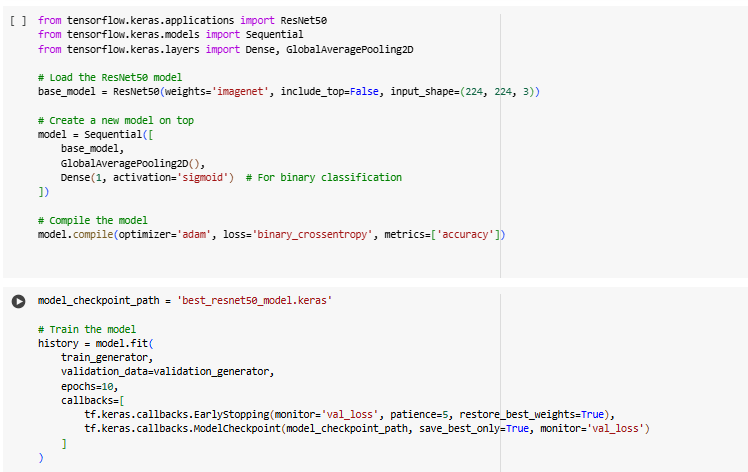 [ ] from tensorflow.keras.applications import ResNet50
from tensorflow.keras.models import Sequential
from tensorflow.keras.layers import Dense, GlobalAveragePooling2D
# Load the ResNet50 model
base_model = ResNet50(weights='imagenet', include_top=False, input_shape=(224, 224, 3))
# Create a new model on top
model = Sequential([
    base_model,
    GlobalAveragePooling2D(),
    Dense(1, activation='sigmoid')  # For binary classification
])
# Compile the model
model.compile(optimizer='adam', loss='binary_crossentropy', metrics=['accuracy'])
model_checkpoint_path = 'best_resnet50_model.keras'
# Train the model
history = model.fit(
    train_generator,
    validation_data=validation_generator,
    epochs=10,
    callbacks=[
        tf.keras.callbacks.EarlyStopping(monitor='val_loss', patience=5, restore_best_weights=True),
        tf.keras.callbacks.ModelCheckpoint(model_checkpoint_path, save_best_only=True, monitor='val_loss')
    ]
)